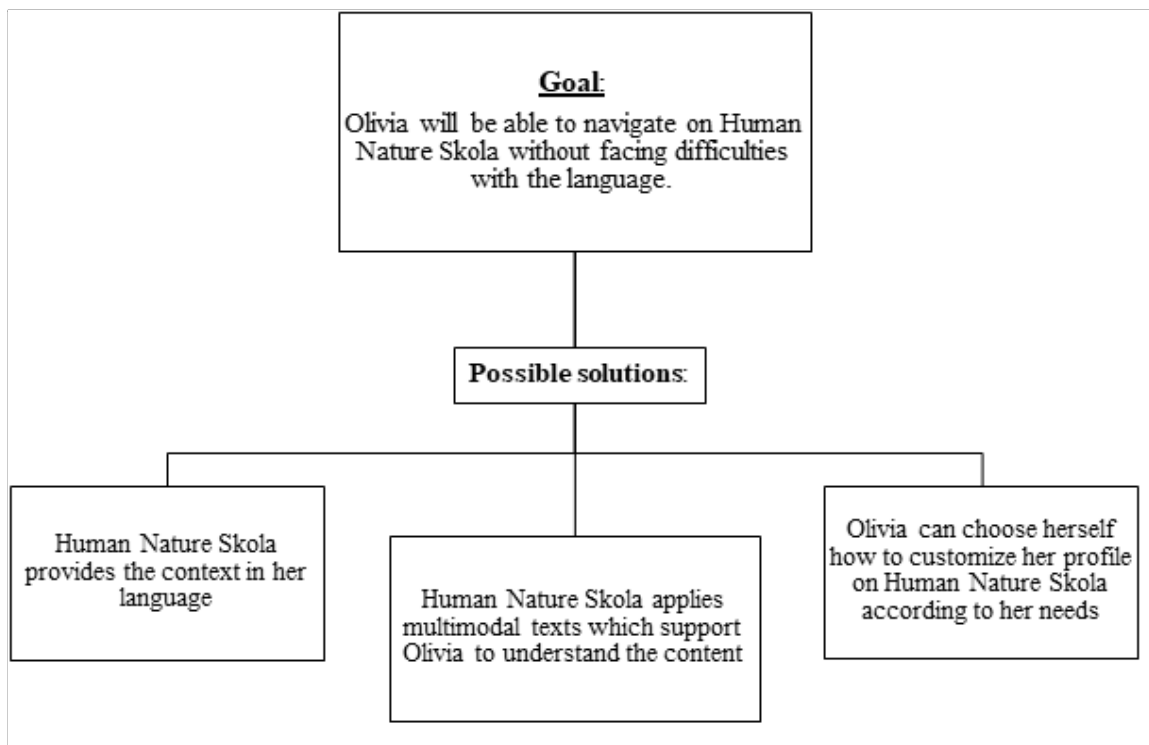 Goal:
Olivia will be able to navigate on Human
Nature Skola without facing difficulties
with the language.
Possible solutions:
Human Nature Skola
provides the context in her
language
Human Nature Skola applies
multimodal texts which support
Olivia to understand the content
Olivia can choose herself
how to customize her profile
on Human Nature Skola
according to her needs